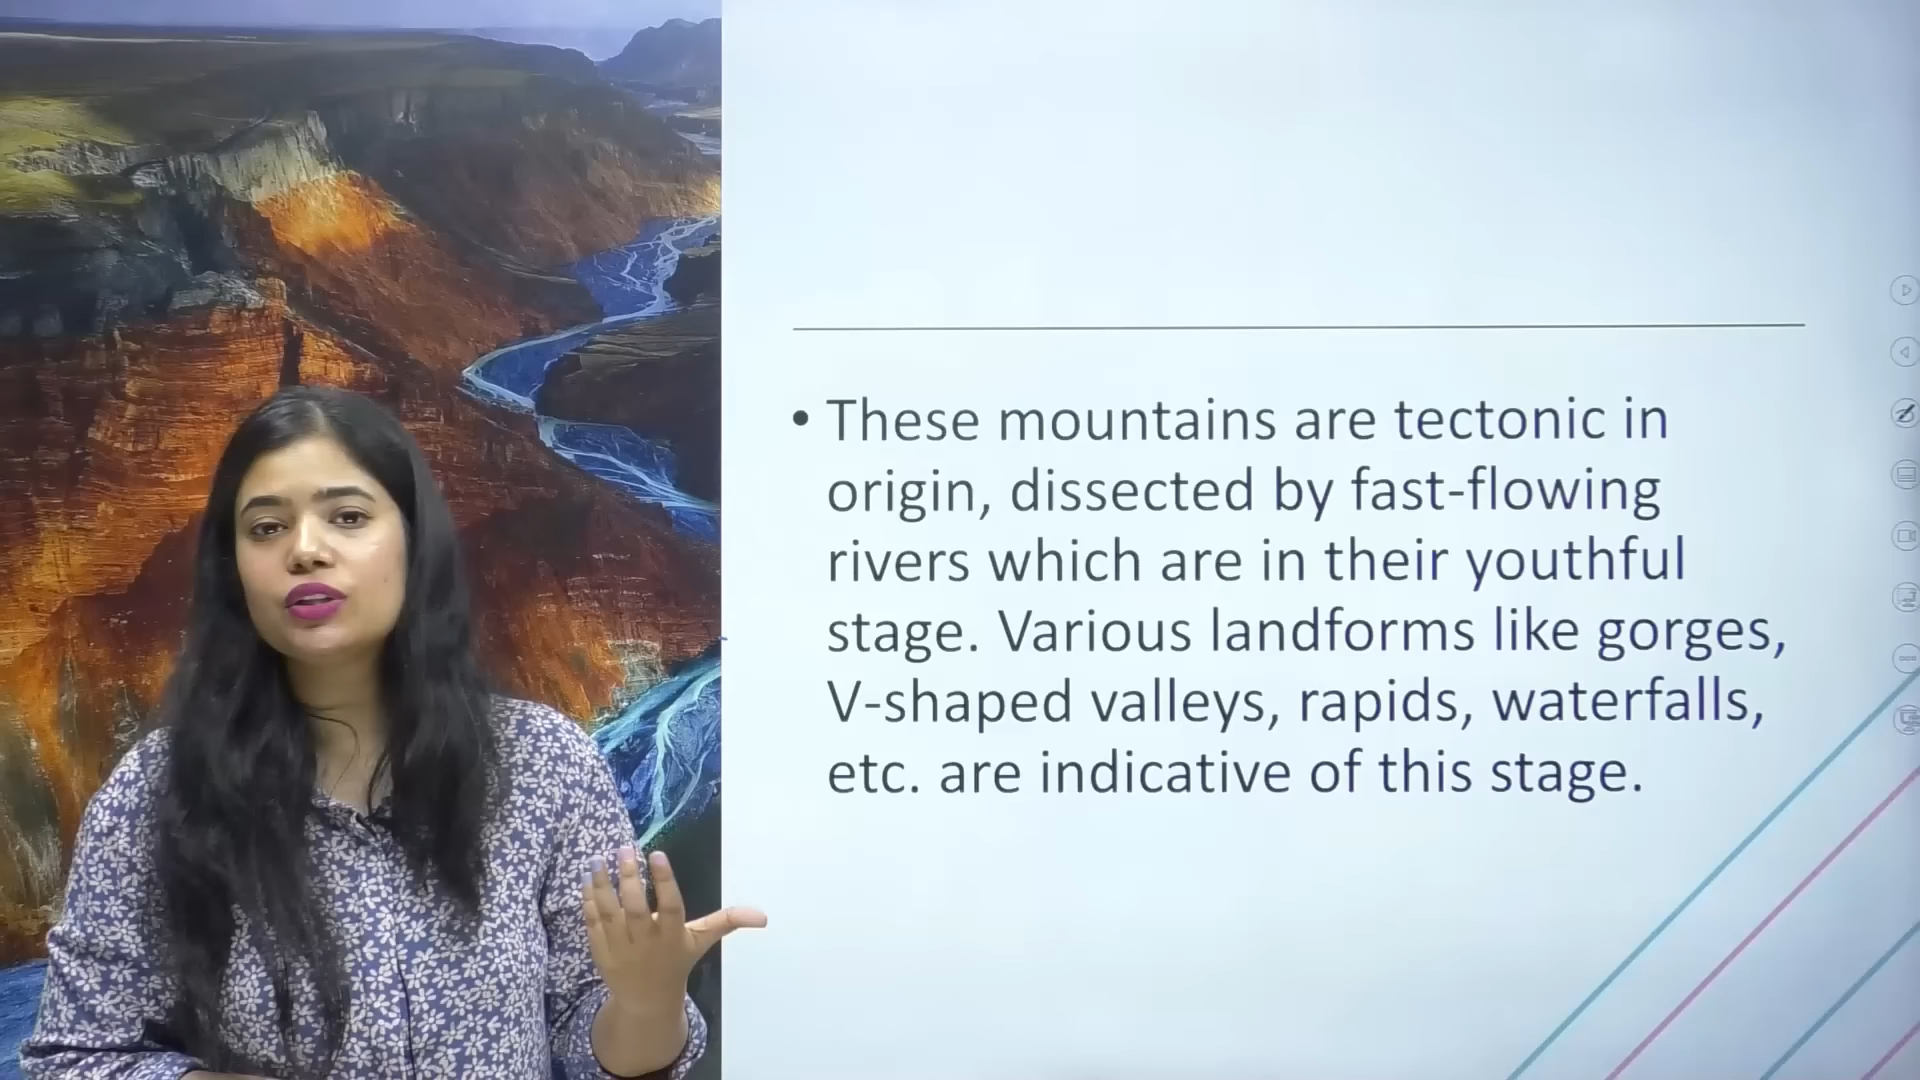 • These mountains are tectonic in
origin, dissected by fast-flowing
rivers which are in their youthful
stage. Various landforms like gorges,
V-shaped valleys, rapids, waterfalls,
etc. are indicative of this stage.